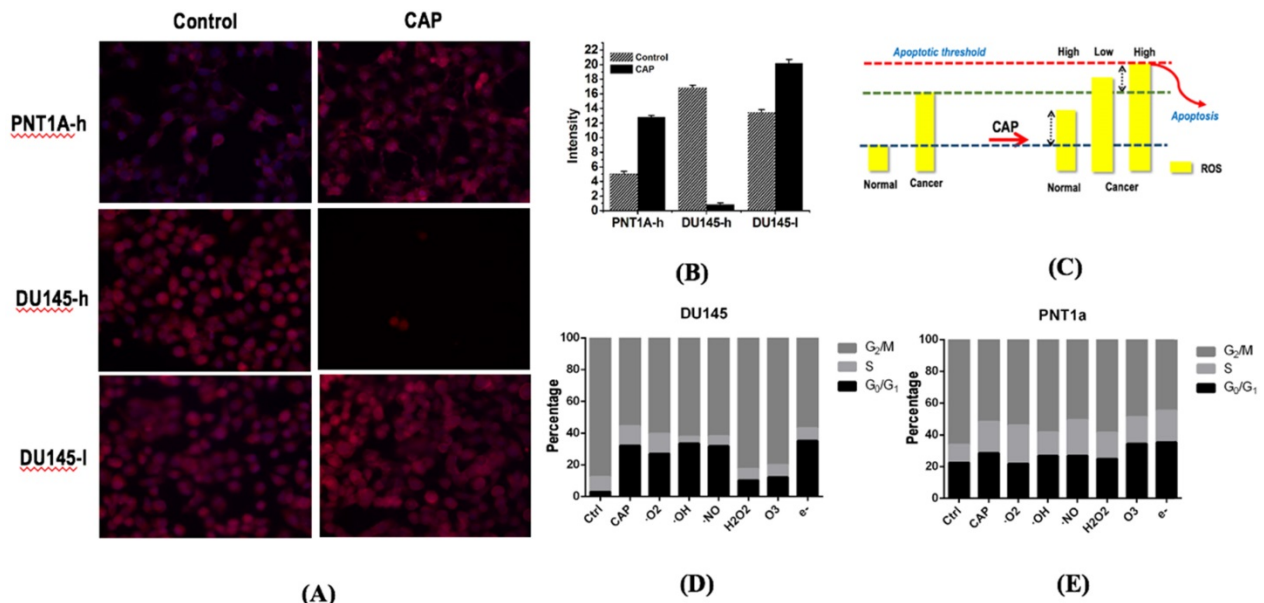 Control
CAP
PNT1A-h
DU145-h
DU145-l
(A)
Intensity
22
20
18
16
14
12
10
8
6
4
2
0
Control
CAP
PNT1A-h
DU145-h
DU145-l
(B)
Apoptotic threshold
High
Low
High
CAP
Apoptosis
Normal
Cancer
Normal
Cancer
ROS
(C)
DU145
Percentage
100
80
60
40
20
0
Ctrl
CAP
·O2
·OH
·NO
H2O2
O3
e-
G2/M
S
G0/G1
(D)
PNT1a
Percentage
100
80
60
40
20
0
Ctrl
CAP
·O2
·OH
·NO
H2O2
O3
e-
G2/M
S
G0/G1
(E)